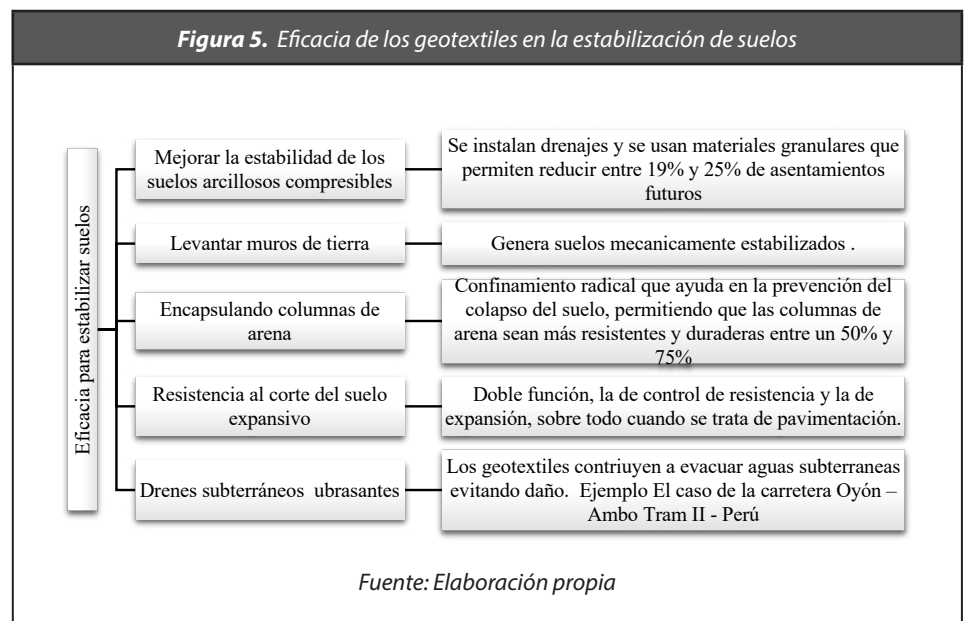 Figura 5. Eficacia de los geotextiles en la estabilización de suelos
Eficacia para estabilizar suelos
Mejorar la estabilidad de los
suelos arcillosos compresibles
Se instalan drenajes y se usan materiales granulares que
permiten reducir entre 19% y 25% de asentamientos
futuros
Levantar muros de tierra
Genera suelos mecanicamente estabilizados .
Encapsulando columnas de
arena
Confinamiento radical que ayuda en la prevención del
colapso del suelo, permitiendo que las columnas de
arena sean más resistentes y duraderas entre un 50% y
75%
Resistencia al corte del suelo
expansivo
Doble función, la de control de resistencia y la de
expansión, sobre todo cuando se trata de pavimentación.
Drenes subterráneos ubrasantes
Los geotextiles contriuyen a evacuar aguas subterraneas
evitando daño. Ejemplo El caso de la carretera Oyón –
Ambo Tram II - Perú
Fuente: Elaboración propia